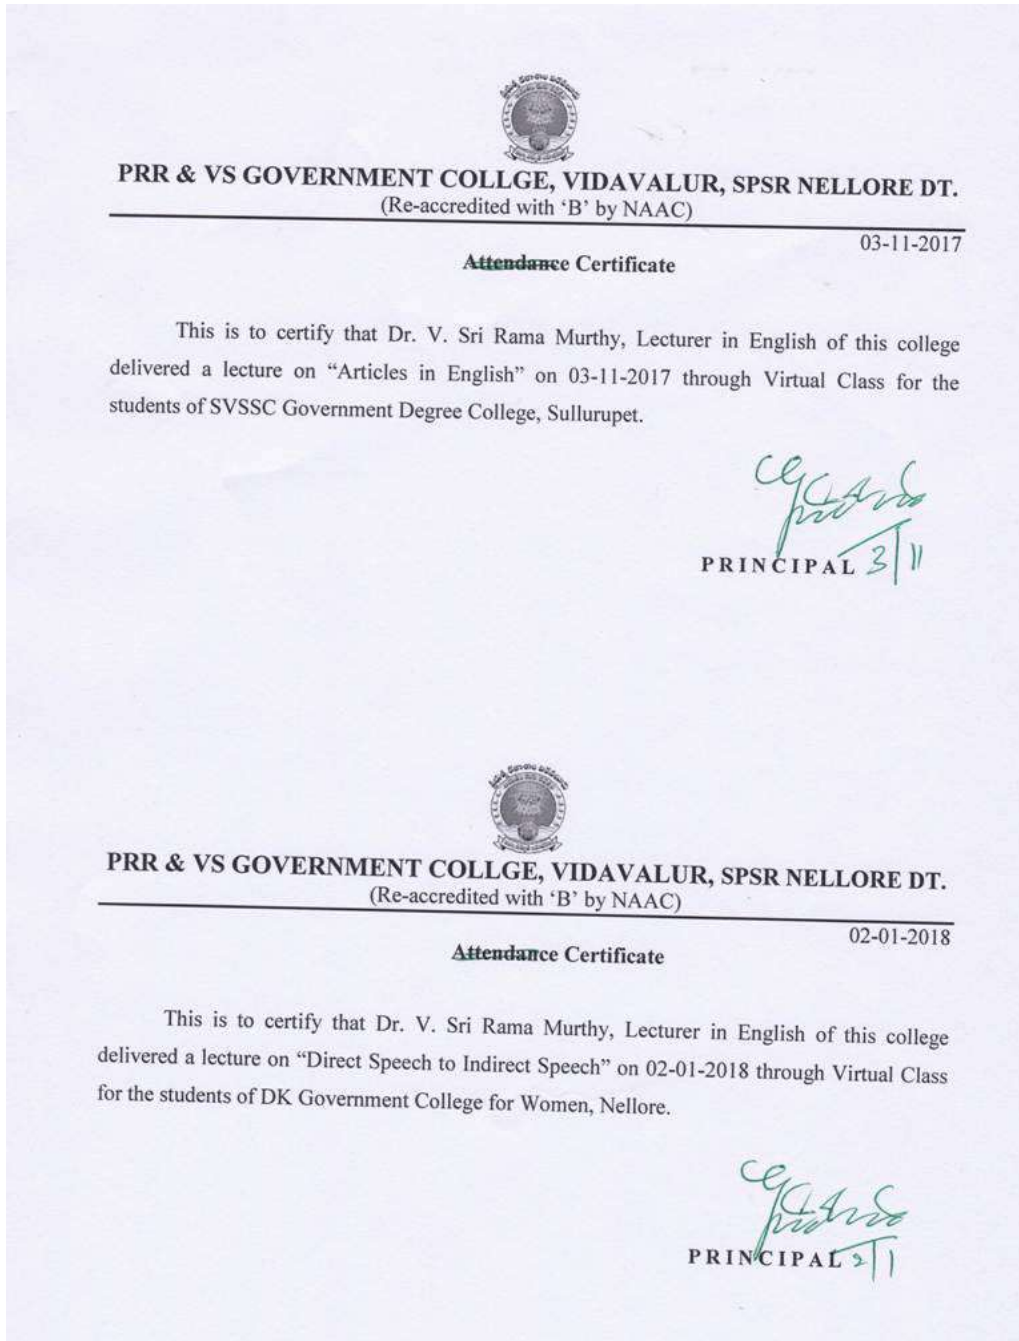 PRR & VS GOVERNMENT COLLGE, VIDAVALUR, SPSR NELLORE DT.
(Re-accredited with ‘B’ by NAAC)
03-11-2017
Attendance Certificate
This is to certify that Dr. V. Sri Rama Murthy, Lecturer in English of this college
delivered a lecture on “Articles in English” on 03-11-2017 through Virtual Class for the
students of SVSSC Government Degree College, Sullurupet.
PRINCIPAL 3/11
PRR & VS GOVERNMENT COLLGE, VIDAVALUR, SPSR NELLORE DT.
(Re-accredited with ‘B’ by NAAC)
02-01-2018
Attendance Certificate
This is to certify that Dr. V. Sri Rama Murthy, Lecturer in English of this college
delivered a lecture on “Direct Speech to Indirect Speech” on 02-01-2018 through Virtual Class
for the students of DK Government College for Women, Nellore.
PRINCIPAL 2/1